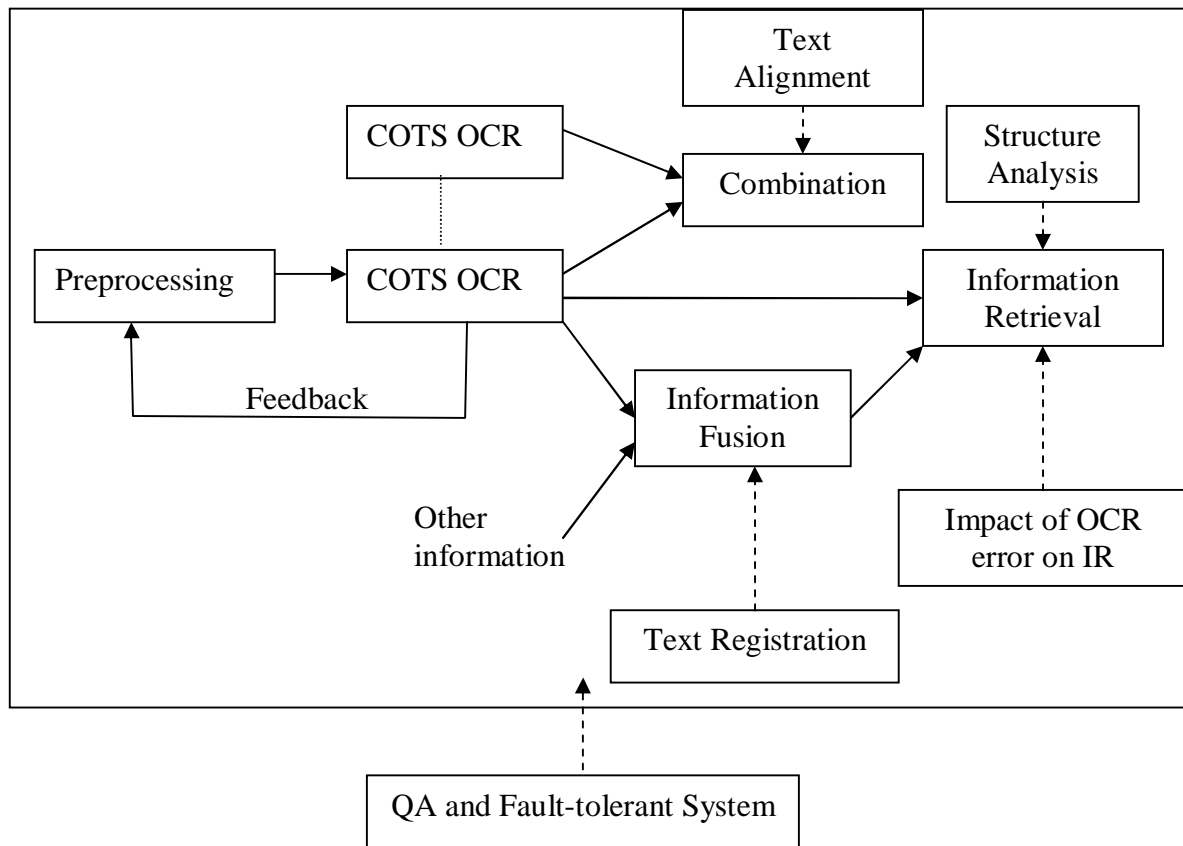 Text
Alignment
COTS OCR
Structure
Analysis
Combination
Preprocessing
COTS OCR
Information
Retrieval
Feedback
Information
Fusion
Other
information
Impact of OCR
error on IR
Text Registration
QA and Fault-tolerant System